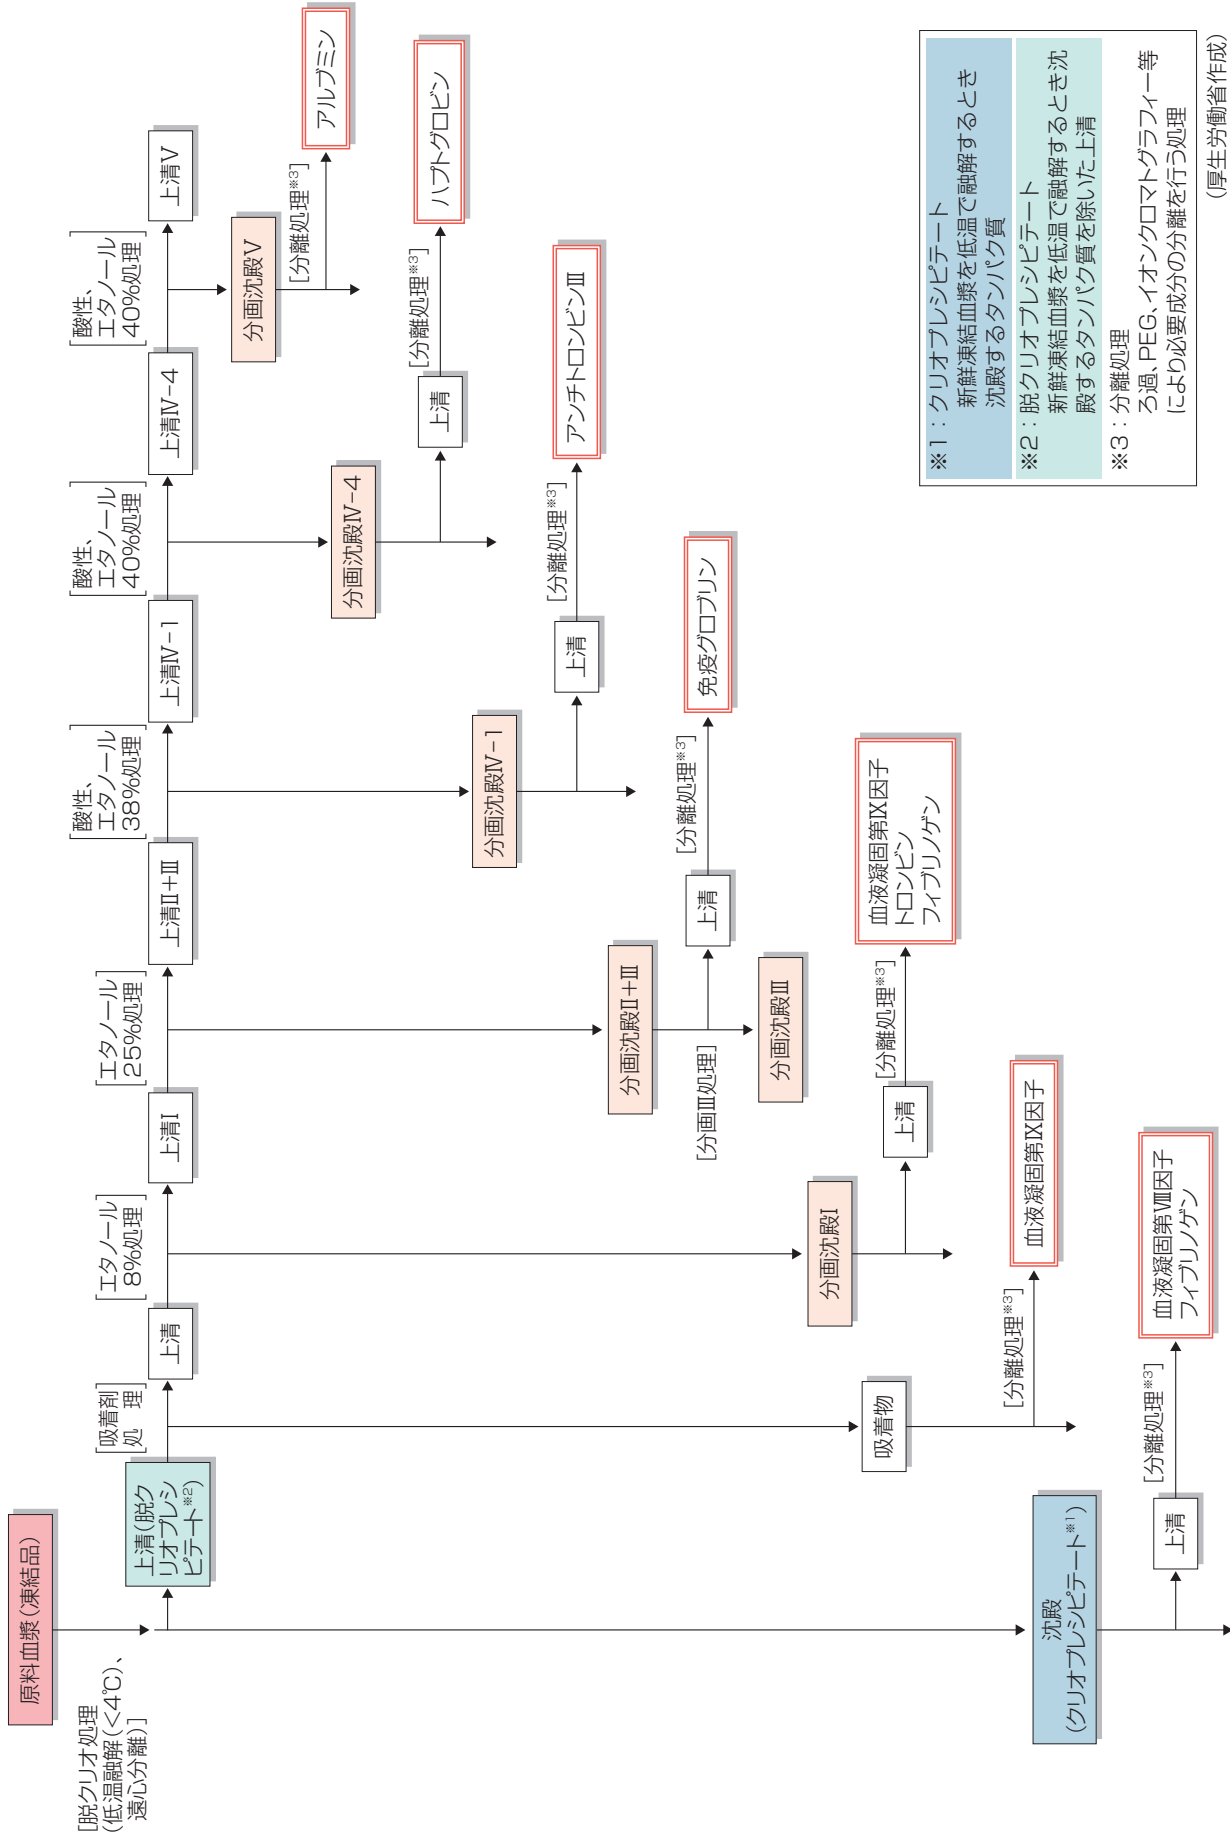 原料血漿(凍結品)
[脱クリオ処理
(低温融解(<4℃)、
遠心分離)]
上清(脱ク
リオプレシ
ピテート※2)
[吸着剤
処 理]
上清
[エタノール
8%処理]
上清Ⅰ
[エタノール
25%処理]
上清Ⅱ+Ⅲ
[酸性、
エタノール
38%処理]
上清Ⅳ-1
[酸性、
エタノール
40%処理]
上清Ⅳ-4
[酸性、
エタノール
40%処理]
上清Ⅴ
分画沈殿Ⅴ
[分離処理※3]
アルブミン
分画沈殿Ⅳ-4
上清
[分離処理※3]
ハプトグロビン
分画沈殿Ⅳ-1
上清
[分離処理※3]
アンチトロンビンⅢ
分画沈殿Ⅱ+Ⅲ
[分画Ⅲ処理]
上清
[分離処理※3]
免疫グロブリン
分画沈殿Ⅲ
分画沈殿Ⅰ
上清
[分離処理※3]
血液凝固第Ⅸ因子
トロンビン
フィブリノゲン
吸着物
[分離処理※3]
血液凝固第Ⅸ因子
沈殿
(クリオプレシピテート※1)
上清
[分離処理※3]
血液凝固第Ⅷ因子
フィブリノゲン
※1:クリオプレシピテート
新鮮凍結血漿を低温で融解するとき
沈殿するタンパク質
※2:脱クリオプレシピテート
新鮮凍結血漿を低温で融解するとき沈
殿するタンパク質を除いた上清
※3:分離処理
ろ過、PEG、イオンクロマトグラフィー等
により必要成分の分離を行う処理
(厚生労働省作成)